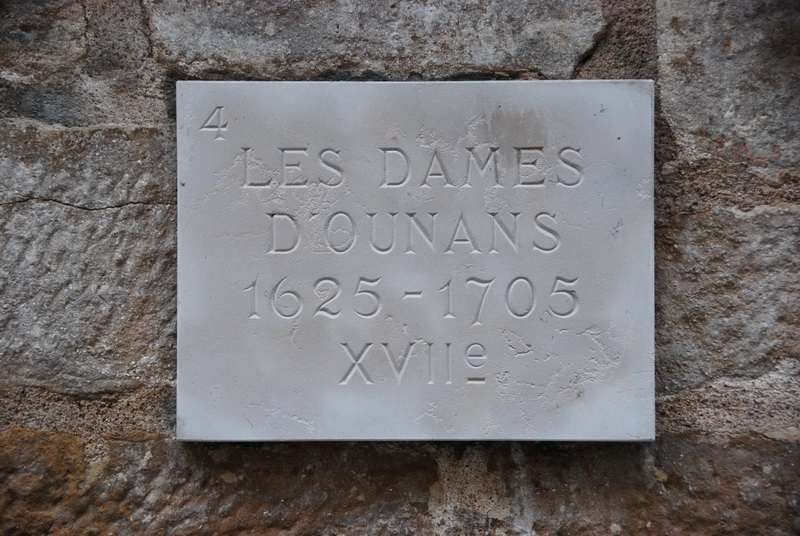 4
LES DAMES
D'OUNANS
1625-1705
XVIIe